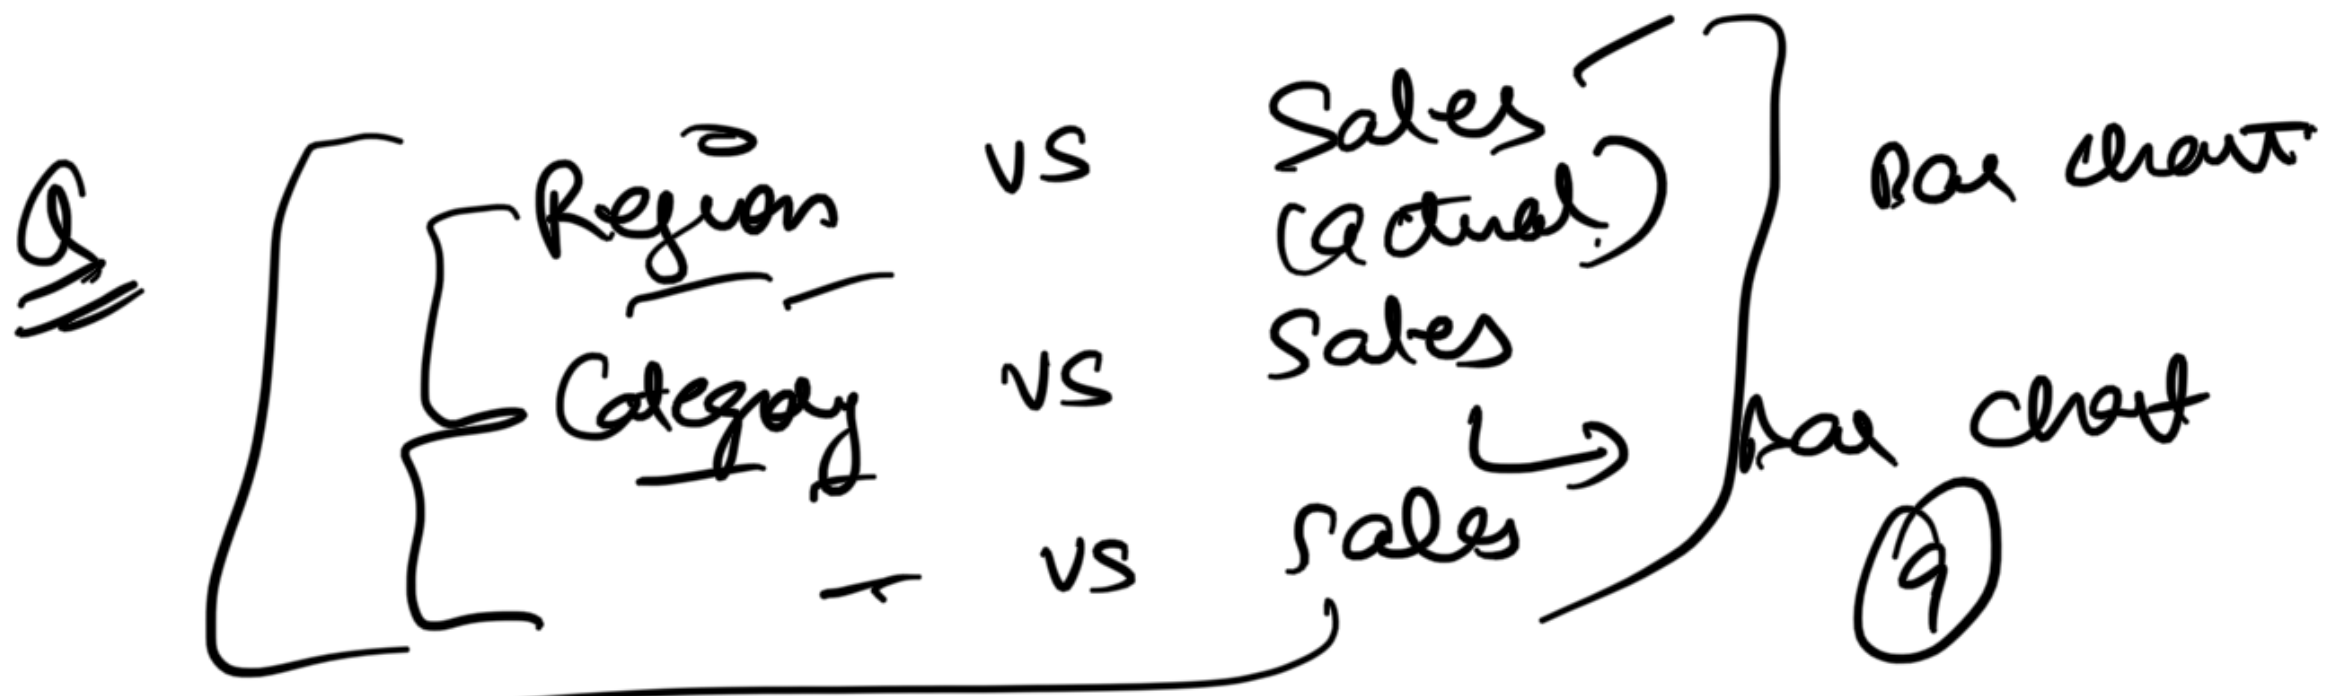 Q
Region vs Sales Bar chart
(actual)
Category vs Sales
Bar chart
— vs Sales
9